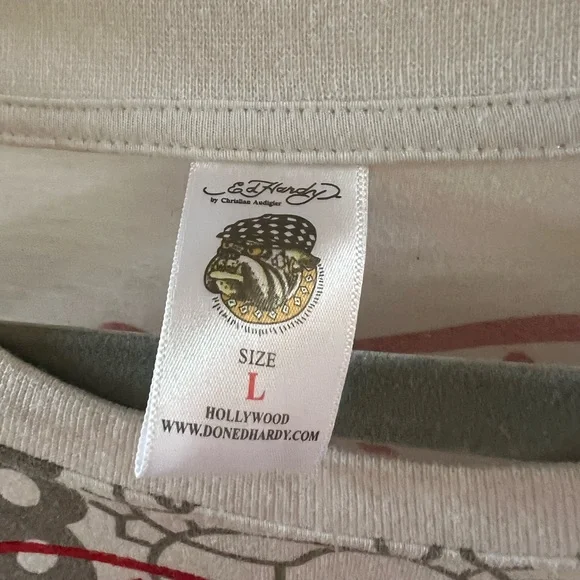 Ed Hardy
by Christian Audigier
SIZE
L
HOLLYWOOD
WWW.DONEDHARDY.COM